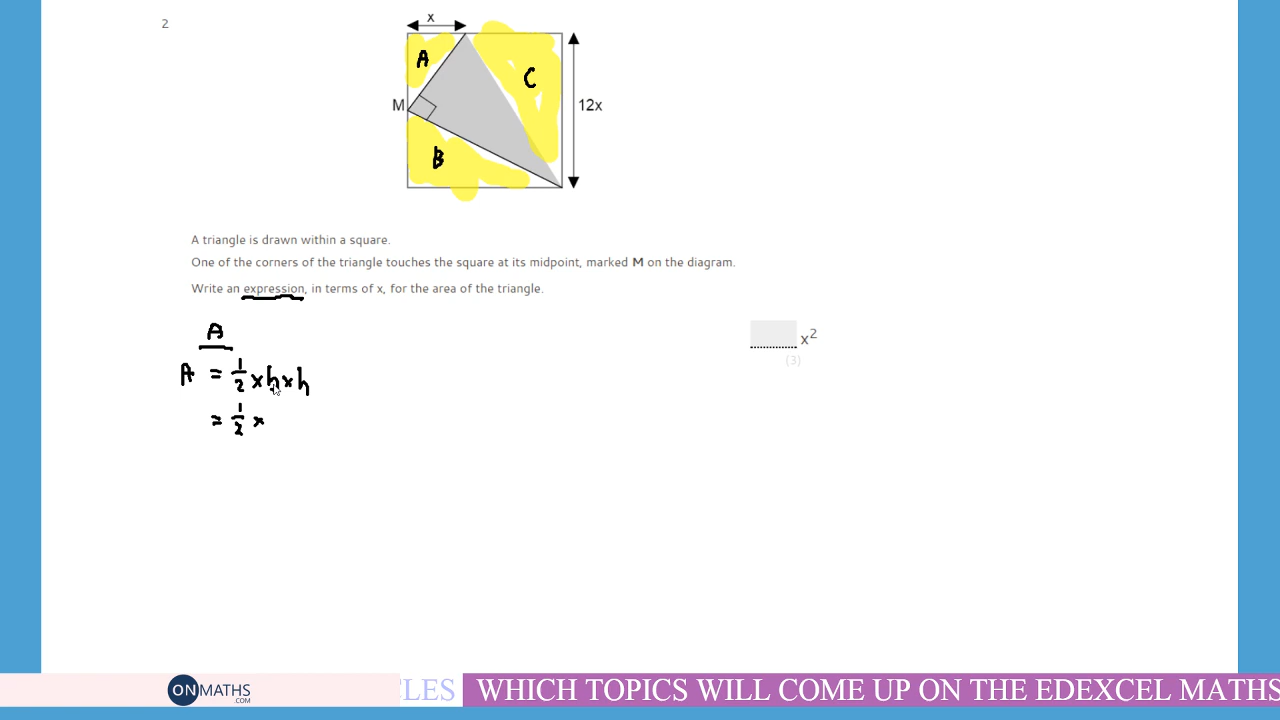 2
x
A
C
M
12x
B
A triangle is drawn within a square.
One of the corners of the triangle touches the square at its midpoint, marked M on the diagram.
Write an expression, in terms of x, for the area of the triangle.
A
x²
(3)
A = ½ × h × h
= ½ ×
ONMATHS
.COM
CLES WHICH TOPICS WILL COME UP ON THE EDEXCEL MATHS